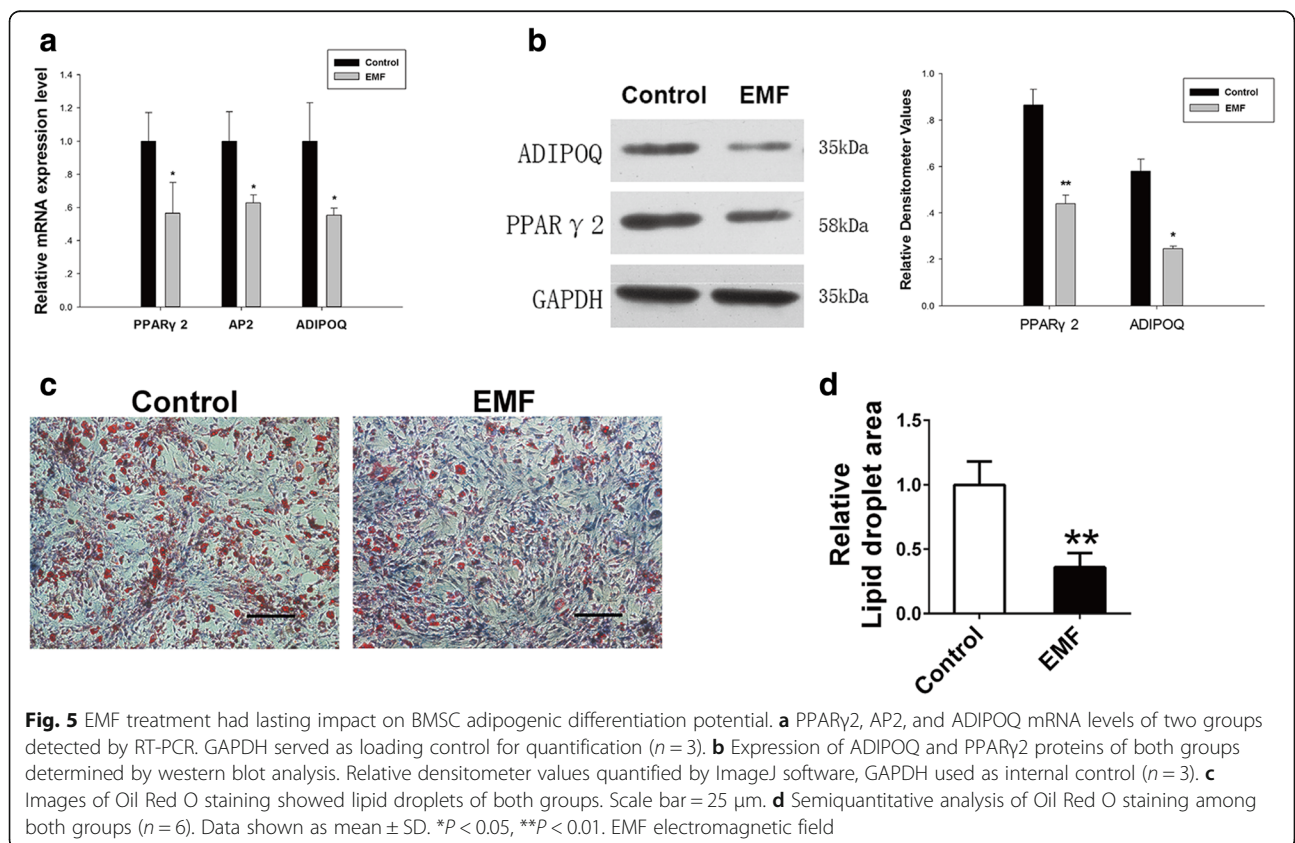 a
Control
EMF
Relative mRNA expression level
1.4
1.2
1.0
.8
.6
.4
.2
0.0
*
*
*
PPARγ 2 AP2 ADIPOQ
b
Control EMF
ADIPOQ 35kDa
PPAR γ 2 58kDa
GAPDH 35kDa
Control
EMF
Relative Densitometer Values
1.0
.8
.6
.4
.2
0.0
**
*
PPARγ 2 ADIPOQ
c
Control EMF
d
Relative
Lipid droplet area
1.5
1.0
0.5
0.0
**
Control
EMF
Fig. 5 EMF treatment had lasting impact on BMSC adipogenic differentiation potential. a PPARγ2, AP2, and ADIPOQ mRNA levels of two groups
detected by RT-PCR. GAPDH served as loading control for quantification (n = 3). b Expression of ADIPOQ and PPARγ2 proteins of both groups
determined by western blot analysis. Relative densitometer values quantified by ImageJ software, GAPDH used as internal control (n = 3). c
Images of Oil Red O staining showed lipid droplets of both groups. Scale bar = 25 μm. d Semiquantitative analysis of Oil Red O staining among
both groups (n = 6). Data shown as mean ± SD. *P < 0.05, **P < 0.01. EMF electromagnetic field